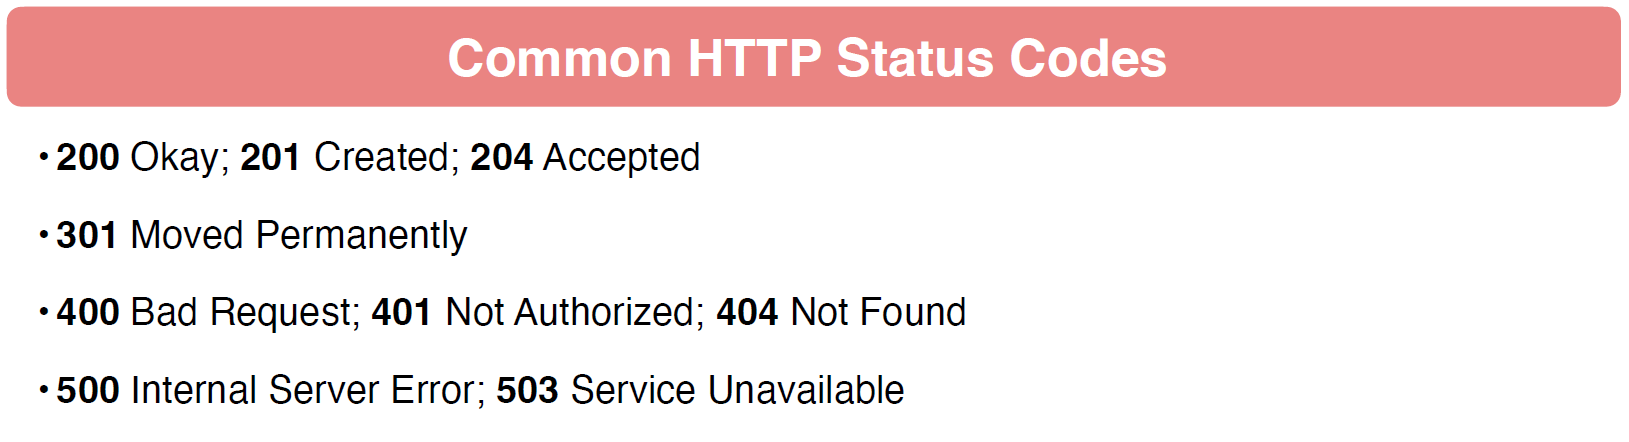 Common HTTP Status Codes
• 200 Okay; 201 Created; 204 Accepted
• 301 Moved Permanently
• 400 Bad Request; 401 Not Authorized; 404 Not Found
• 500 Internal Server Error; 503 Service Unavailable